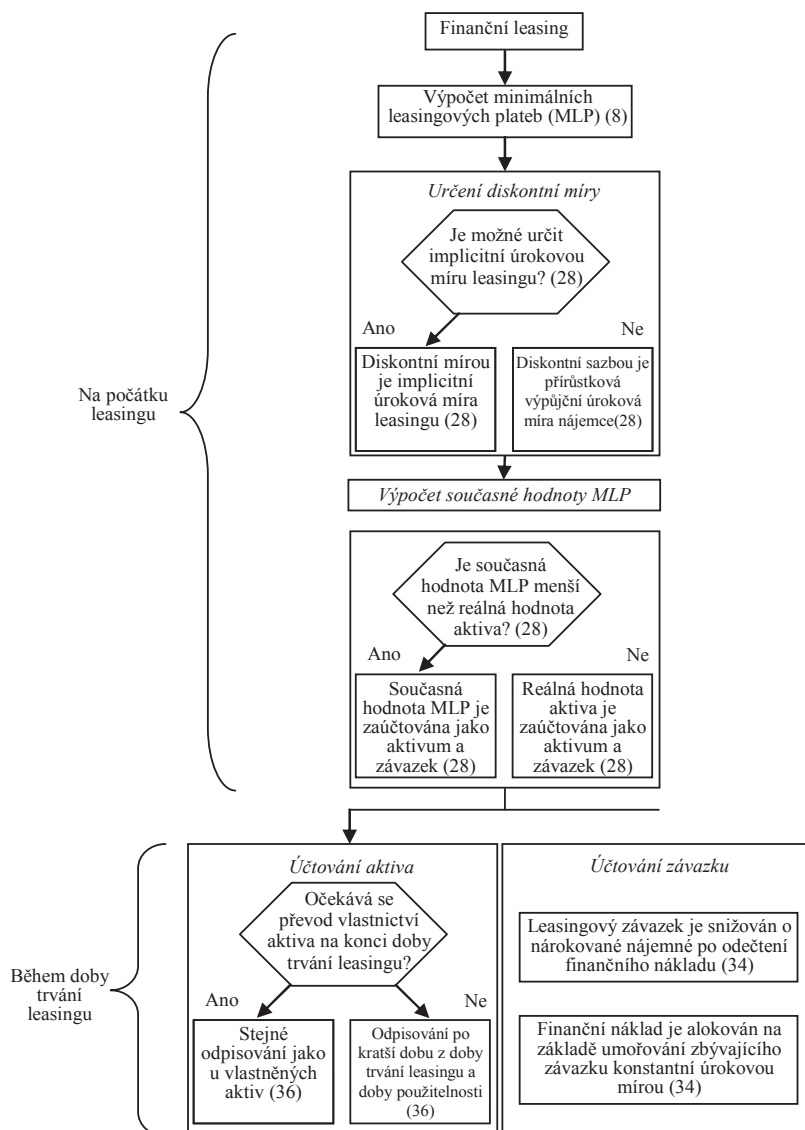 Finanční leasing
Výpočet minimálních
leasingových plateb (MLP) (8)
Určení diskontní míry
Je možné určit
implicitní úrokovou
míru leasingu? (28)
Ano
Ne
Diskontní mírou
je implicitní
úroková míra
leasingu (28)
Diskontní sazbou je
přírůstková
výpůjční úroková
míra nájemce(28)
Na počátku
leasingu
Výpočet současné hodnoty MLP
Je současná
hodnota MLP menší
než reálná hodnota
aktiva? (28)
Ano
Ne
Současná
hodnota MLP je
zaúčtována jako
aktivum a
závazek (28)
Reálná hodnota
aktiva je
zaúčtována jako
aktivum a
závazek (28)
Účtování aktiva
Očekává se
převod vlastnictví
aktiva na konci doby
trvání leasingu?
Ano
Ne
Stejné
odpisování jako
u vlastněných
aktiv (36)
Odpisování po
kratší dobu z doby
trvání leasingu a
doby použitelnosti
(36)
Během doby
trvání
leasingu
Účtování závazku
Leasingový závazek je snižován o
nárokované nájemné po odečtení
finančního nákladu (34)
Finanční náklad je alokován na
základě umořování zbývajícího
závazku konstantní úrokovou
mírou (34)